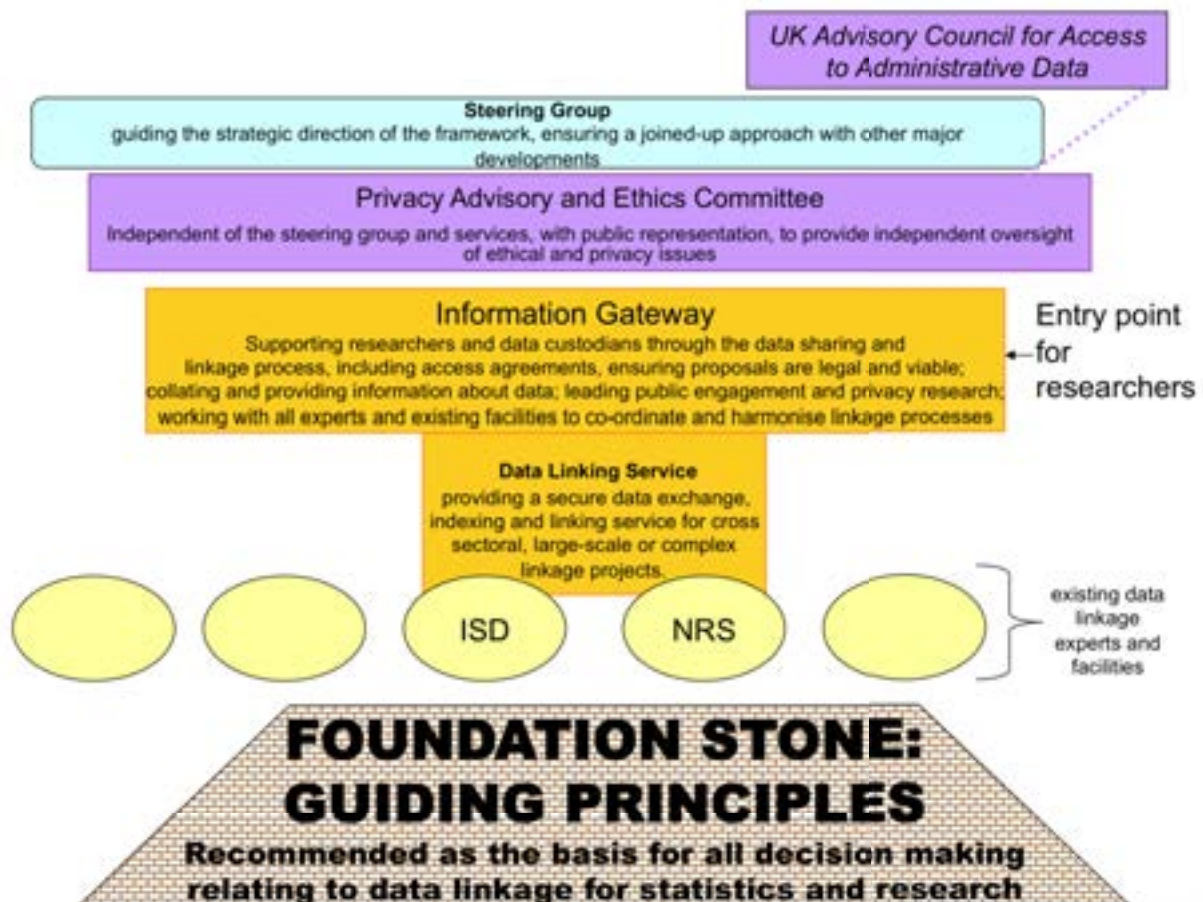 UK Advisory Council for Access
to Administrative Data
Steering Group
guiding the strategic direction of the framework, ensuring a joined-up approach with other major
developments
Privacy Advisory and Ethics Committee
Independent of the steering group and services, with public representation, to provide independent oversight
of ethical and privacy issues
Information Gateway
Supporting researchers and data custodians through the data sharing and
linkage process, including access agreements, ensuring proposals are legal and viable;
collating and providing information about data; leading public engagement and privacy research;
working with all experts and existing facilities to co-ordinate and harmonise linkage processes
Entry point
for
researchers
Data Linking Service
providing a secure data exchange,
indexing and linking service for cross
sectoral, large-scale or complex
linkage projects.
ISD
NRS
existing data
linkage
experts and
facilities
FOUNDATION STONE:
GUIDING PRINCIPLES
Recommended as the basis for all decision making
relating to data linkage for statistics and research